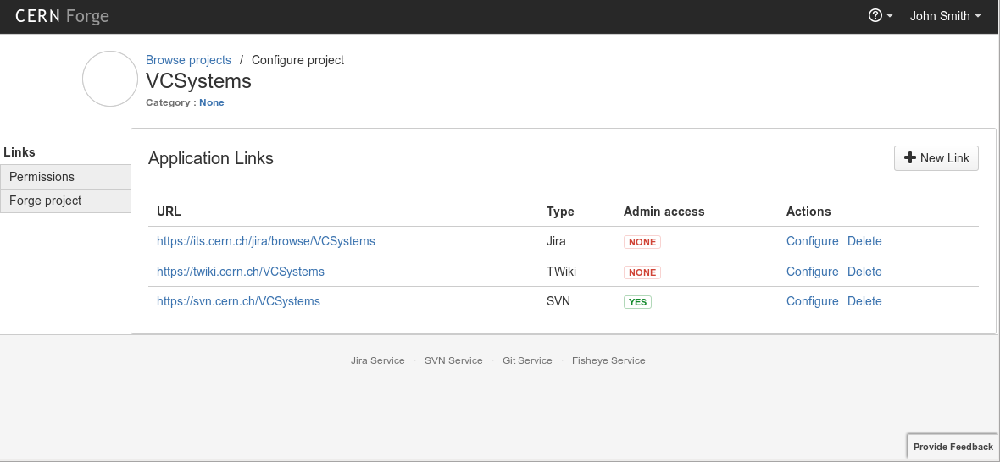 CERN Forge
? John Smith
Browse projects / Configure project
VCSystems
Category : None
Links
Permissions
Forge project
Application Links
New Link
URL Type Admin access Actions
https://its.cern.ch/jira/browse/VCSystems Jira NONE Configure Delete
https://twiki.cern.ch/VCSystems TWiki NONE Configure Delete
https://svn.cern.ch/VCSystems SVN YES Configure Delete
Jira Service · SVN Service · Git Service · Fisheye Service
Provide Feedback